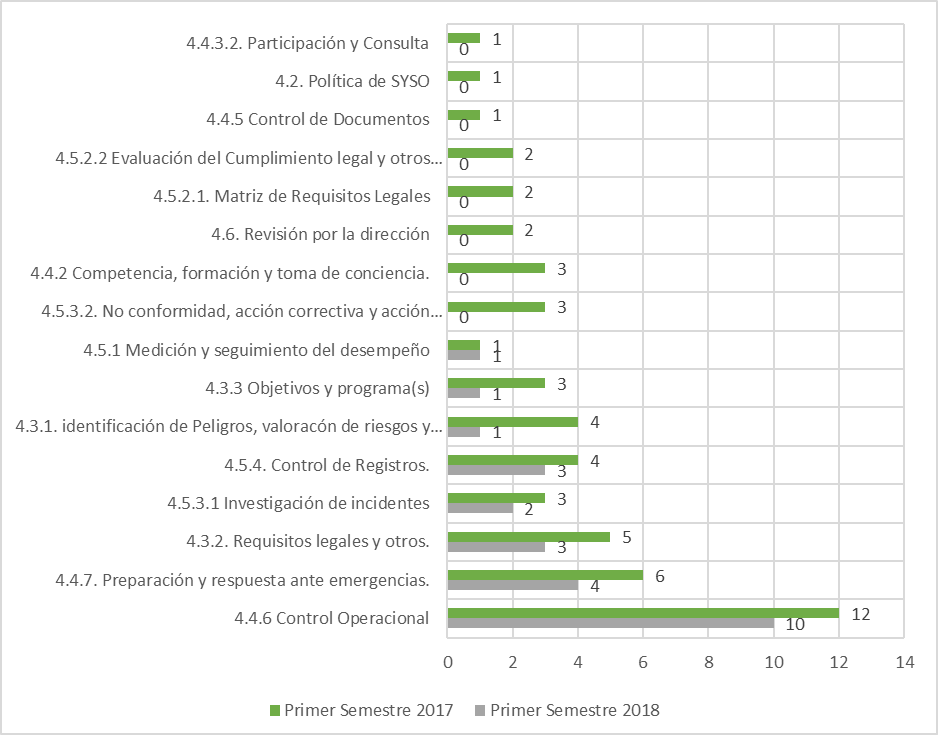 4.4.3.2. Participación y Consulta
1
0
4.2. Política de SYSO
1
0
4.4.5 Control de Documentos
1
0
4.5.2.2 Evaluación del Cumplimiento legal y otros…
2
0
4.5.2.1. Matriz de Requisitos Legales
2
0
4.6. Revisión por la dirección
2
0
4.4.2 Competencia, formación y toma de conciencia.
3
0
4.5.3.2. No conformidad, acción correctiva y acción…
3
0
4.5.1 Medición y seguimiento del desempeño
1
1
4.3.3 Objetivos y programa(s)
3
1
4.3.1. identificación de Peligros, valoracón de riesgos y…
4
1
4.5.4. Control de Registros.
4
3
4.5.3.1 Investigación de incidentes
3
2
4.3.2. Requisitos legales y otros.
5
3
4.4.7. Preparación y respuesta ante emergencias.
6
4
4.4.6 Control Operacional
12
10
0 2 4 6 8 10 12 14
Primer Semestre 2017 Primer Semestre 2018